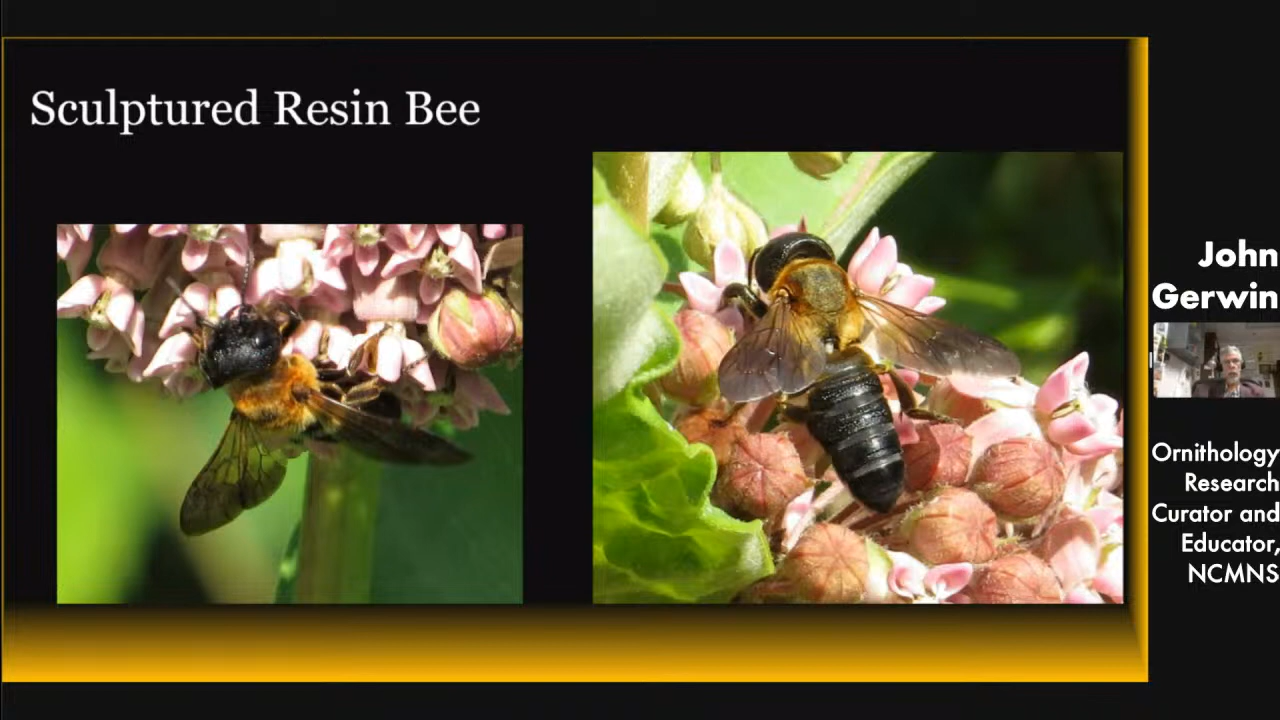 Sculptured Resin Bee
John
Gerwin
Ornithology
Research
Curator and
Educator,
NCMNS